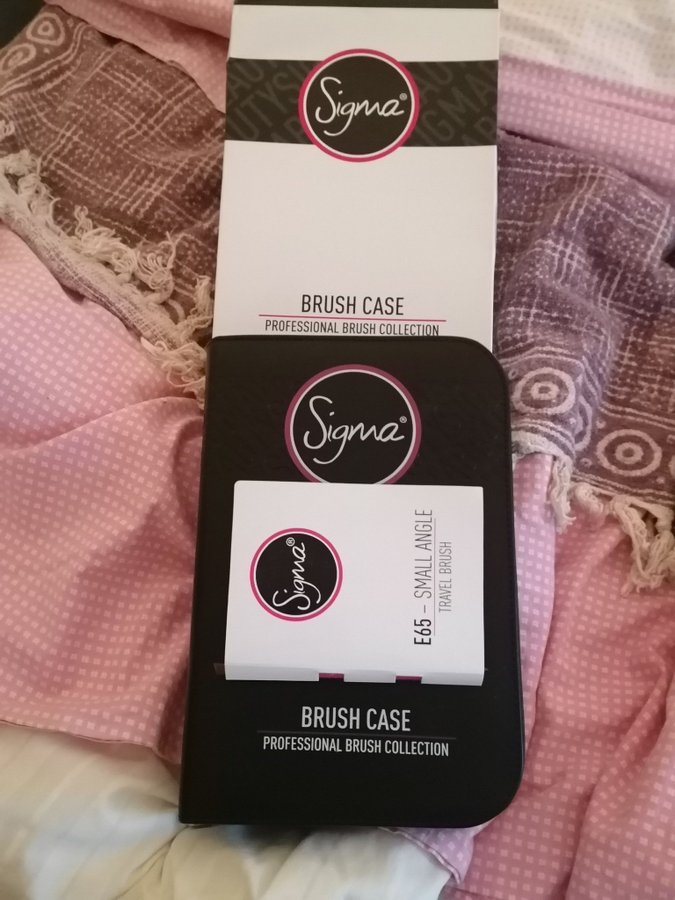 Sigma®
BRUSH CASE
PROFESSIONAL BRUSH COLLECTION
Sigma®
Sigma®
E65 – SMALL ANGLE
TRAVEL BRUSH
BRUSH CASE
PROFESSIONAL BRUSH COLLECTION